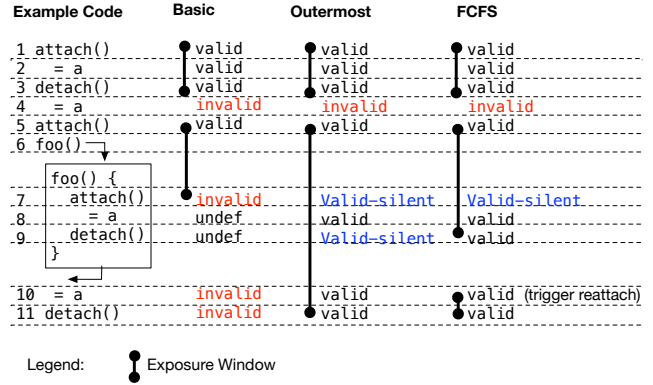 Example Code Basic Outermost FCFS
1 attach() valid valid valid
2 = a valid valid valid
3 detach() valid valid valid
4 = a invalid invalid invalid
5 attach() valid valid valid
6 foo()
foo() {
7 attach() invalid Valid-silent Valid-silent
8 = a undef valid valid
9 detach() undef Valid-silent valid
}
10 = a invalid valid valid (trigger reattach)
11 detach() invalid valid valid
Legend: Exposure Window